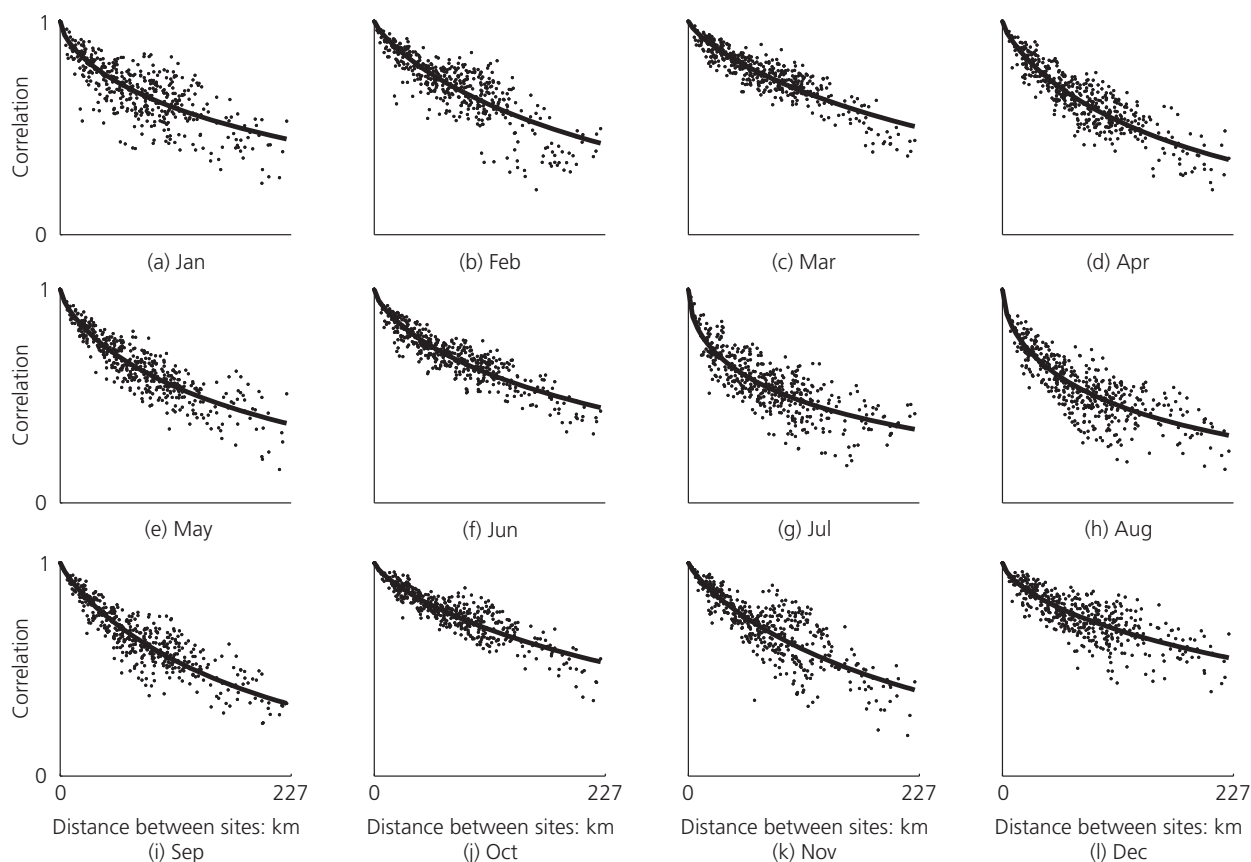 1
Correlation
0
(a) Jan
(b) Feb
(c) Mar
(d) Apr
1
Correlation
0
(e) May
(f) Jun
(g) Jul
(h) Aug
1
Correlation
0
0
227
0
227
0
227
0
227
Distance between sites: km
Distance between sites: km
Distance between sites: km
Distance between sites: km
(i) Sep
(j) Oct
(k) Nov
(l) Dec